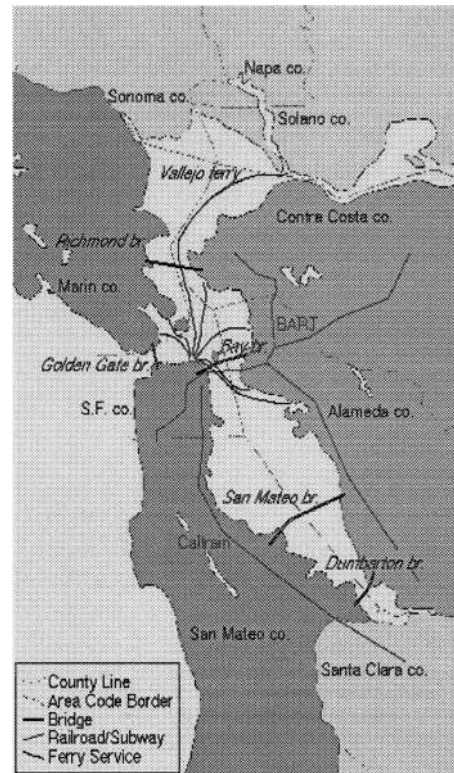 Napa co.
Sonoma co.
Solano co.
Vallejo ferry
Contra Costa co.
Richmond br.
Marin co.
BART
Bay br.
Golden Gate br.
S.F. co.
Alameda co.
San Mateo br.
Caltrain
Dumbarton br.
San Mateo co.
Santa Clara co.
County Line
Area Code Border
Bridge
Railroad/Subway
Ferry Service